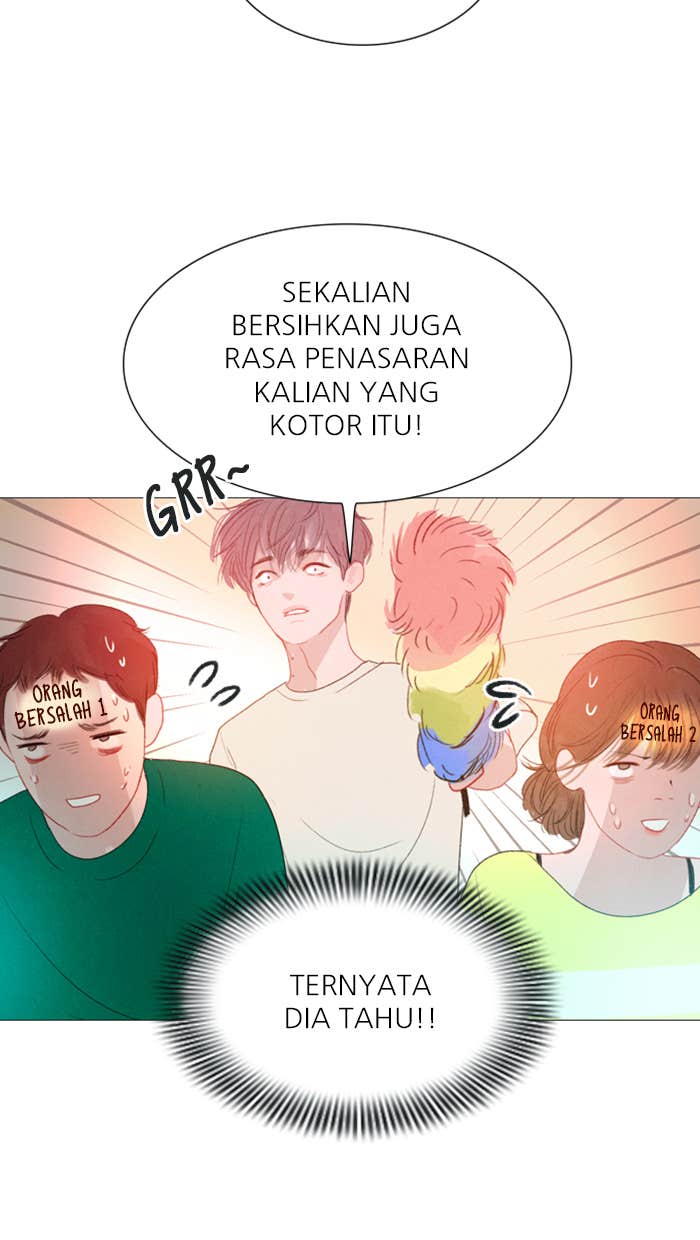 SEKALIAN
BERSIHKAN JUGA
RASA PENASARAN
KALIAN YANG
KOTOR ITU!
GRR~
ORANG
BERSALAH 1
ORANG
BERSALAH 2
TERNYATA
DIA TAHU!!